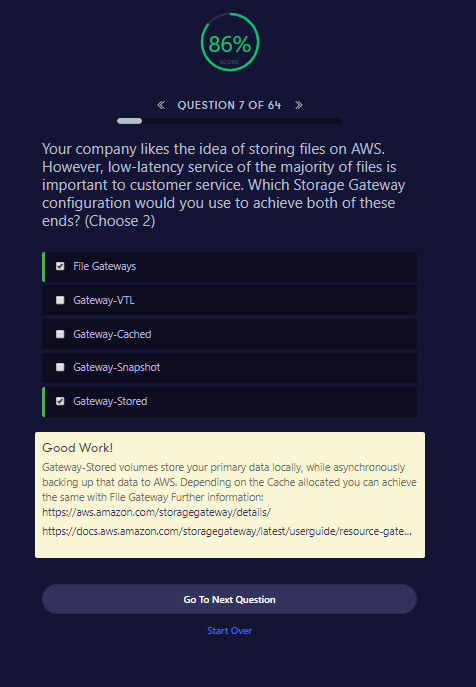 86%
SCORE
QUESTION 7 OF 64
Your company likes the idea of storing files on AWS.
However, low-latency service of the majority of files is
important to customer service. Which Storage Gateway
configuration would you use to achieve both of these
ends? (Choose 2)
File Gateways
Gateway-VTL
Gateway-Cached
Gateway-Snapshot
Gateway-Stored
Good Work!
Gateway-Stored volumes store your primary data locally, while asynchronously
backing up that data to AWS. Depending on the Cache allocated you can achieve
the same with File Gateway Further information:
https://aws.amazon.com/storagegateway/details/
https://docs.aws.amazon.com/storagegateway/latest/userguide/resource-gate...
Go To Next Question
Start Over